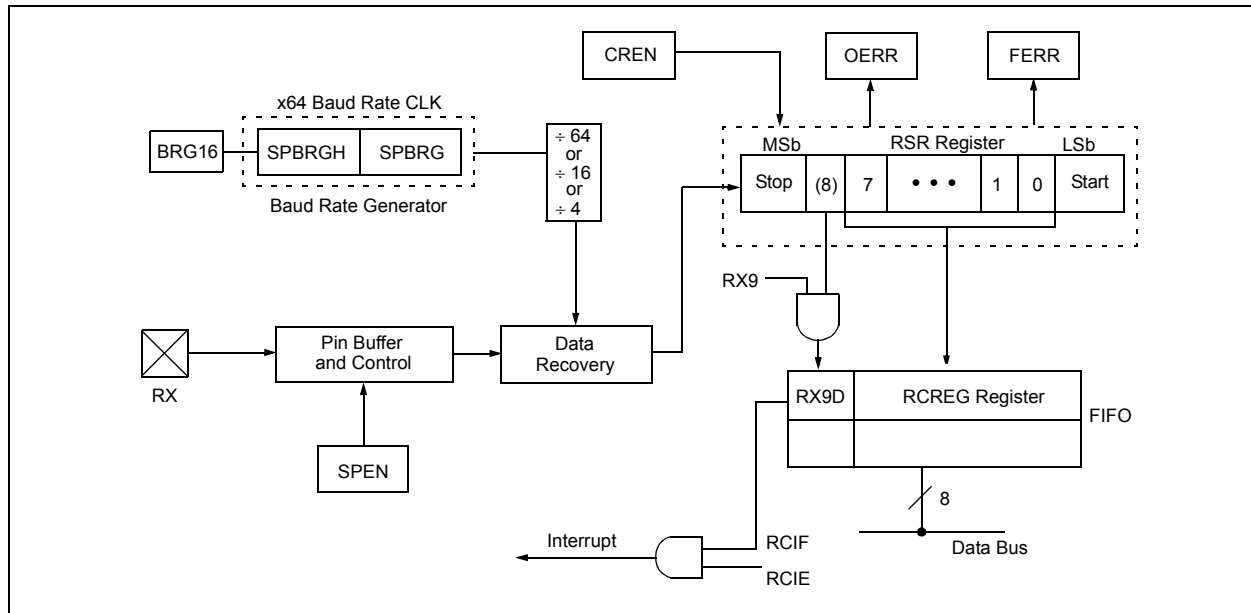 CREN
OERR
FERR
x64 Baud Rate CLK
BRG16
SPBRGH
SPBRG
Baud Rate Generator
÷ 64
or
÷ 16
or
÷ 4
MSb
RSR Register
LSb
Stop
(8)
7
• • •
1
0
Start
RX9
RX
Pin Buffer
and Control
Data
Recovery
SPEN
RX9D
RCREG Register
FIFO
8
Data Bus
Interrupt
RCIF
RCIE